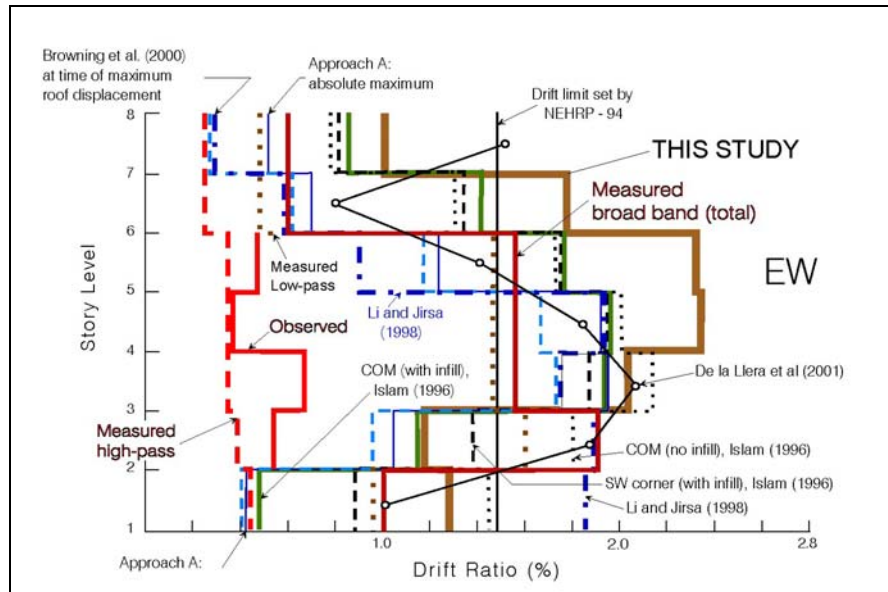 Browning et al. (2000)
at time of maximum
roof displacement
Approach A:
absolute maximum
Drift limit set by
NEHRP - 94
THIS STUDY
Measured
broad band (total)
EW
Measured
Low-pass
Li and Jirsa
(1998)
Observed
COM (with infill),
Islam (1996)
De la Llera et al (2001)
Measured
high-pass
COM (no infill), Islam (1996)
SW corner (with infill), Islam (1996)
Li and Jirsa
(1998)
Approach A:
Story Level
8
7
6
5
4
3
2
1
1.0
2.0
2.8
Drift Ratio (%)